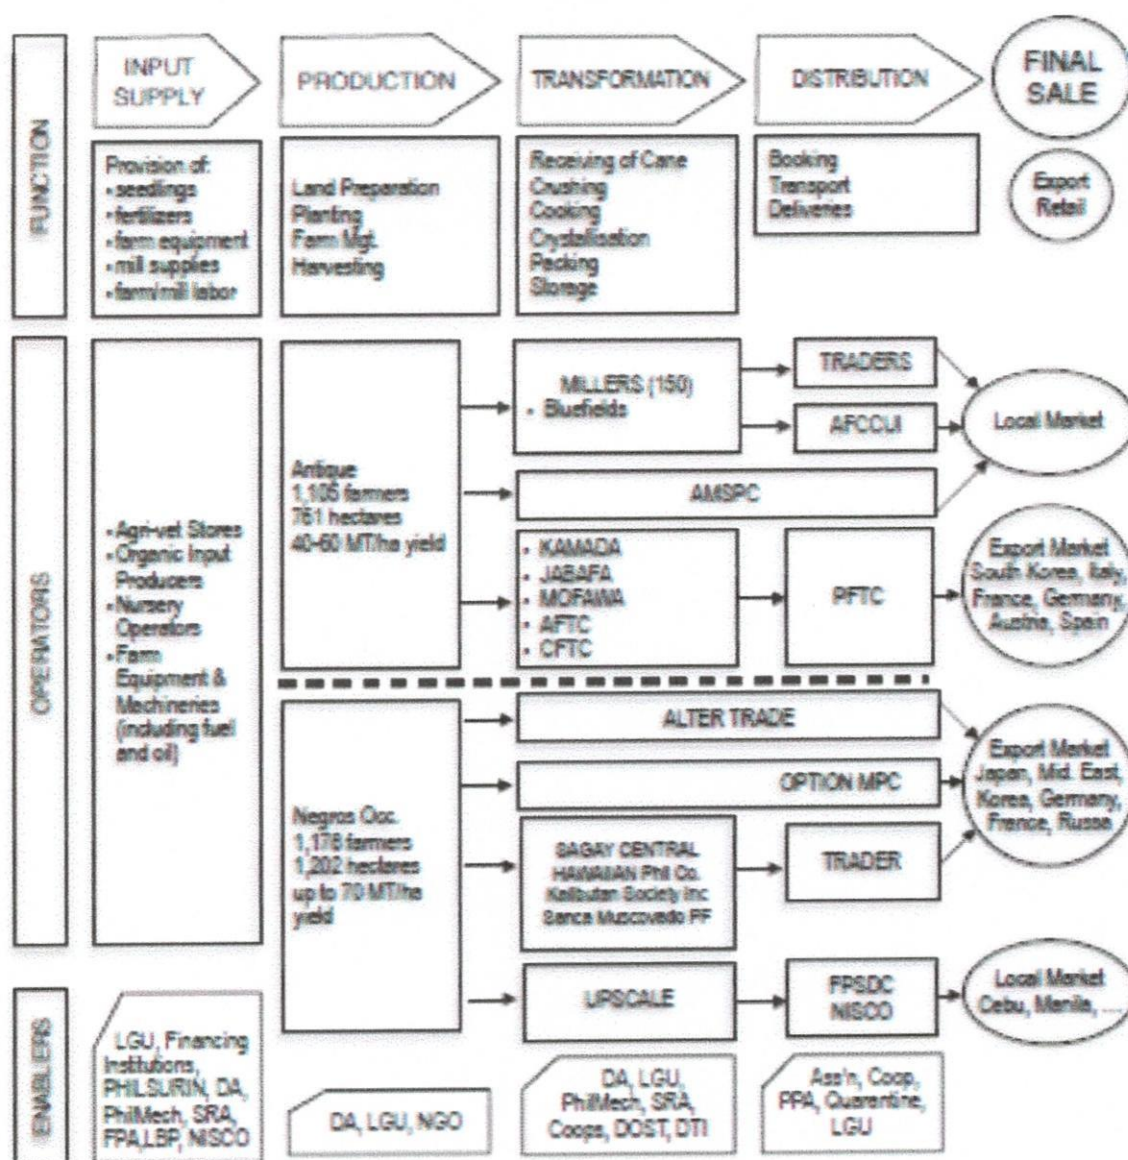 FUNCTION
INPUT
SUPPLY
PRODUCTION
TRANSFORMATION
DISTRIBUTION
FINAL
SALE
Provision of:
• seedlings
• fertilizers
• farm equipment
• mill supplies
• farm/mill labor
Land Preparation
Planting
Farm Mgt.
Harvesting
Receiving of Cane
Crushing
Cooking
Crystallisation
Packing
Storage
Booking
Transport
Deliveries
Export
Retail
OPERATORS
• Agri-vet Stores
• Organic Input
Producers
• Nursery
Operators
• Farm
Equipment &
Machineries
(including fuel
and oil)
Antique
1,105 farmers
761 hectares
40-60 MT/ha yield
MILLERS (150)
• Bluefields
TRADERS
AFCCUI
Local Market
AMSPC
• KAMADA
• JABAFA
• MOFAWA
• AFTC
• CFTC
PFTC
Export Market
South Korea, Italy,
France, Germany,
Austria, Spain
Negros Occ.
1,176 farmers
1,202 hectares
up to 70 MT/ha
yield
ALTER TRADE
OPTION MPC
SAGAY CENTRAL
HAWAIIAN Phil Co.
Society Inc
Muscovado PF
TRADER
Export Market
Japan, Mid. East,
Korea, Germany,
France, Russa
UPSCALE
FPSDC
NISCO
Local Market
Cebu, Manila, ....
ENABLERS
LGU, Financing
Institutions,
PHILSURIN, DA,
PhilMech, SRA,
FPA,LBP, NISCO
DA, LGU, NGO
DA, LGU,
PhilMech, SRA,
Coops, DOST, DTI
Ass'n, Coop,
PPA, Quarantine,
LGU